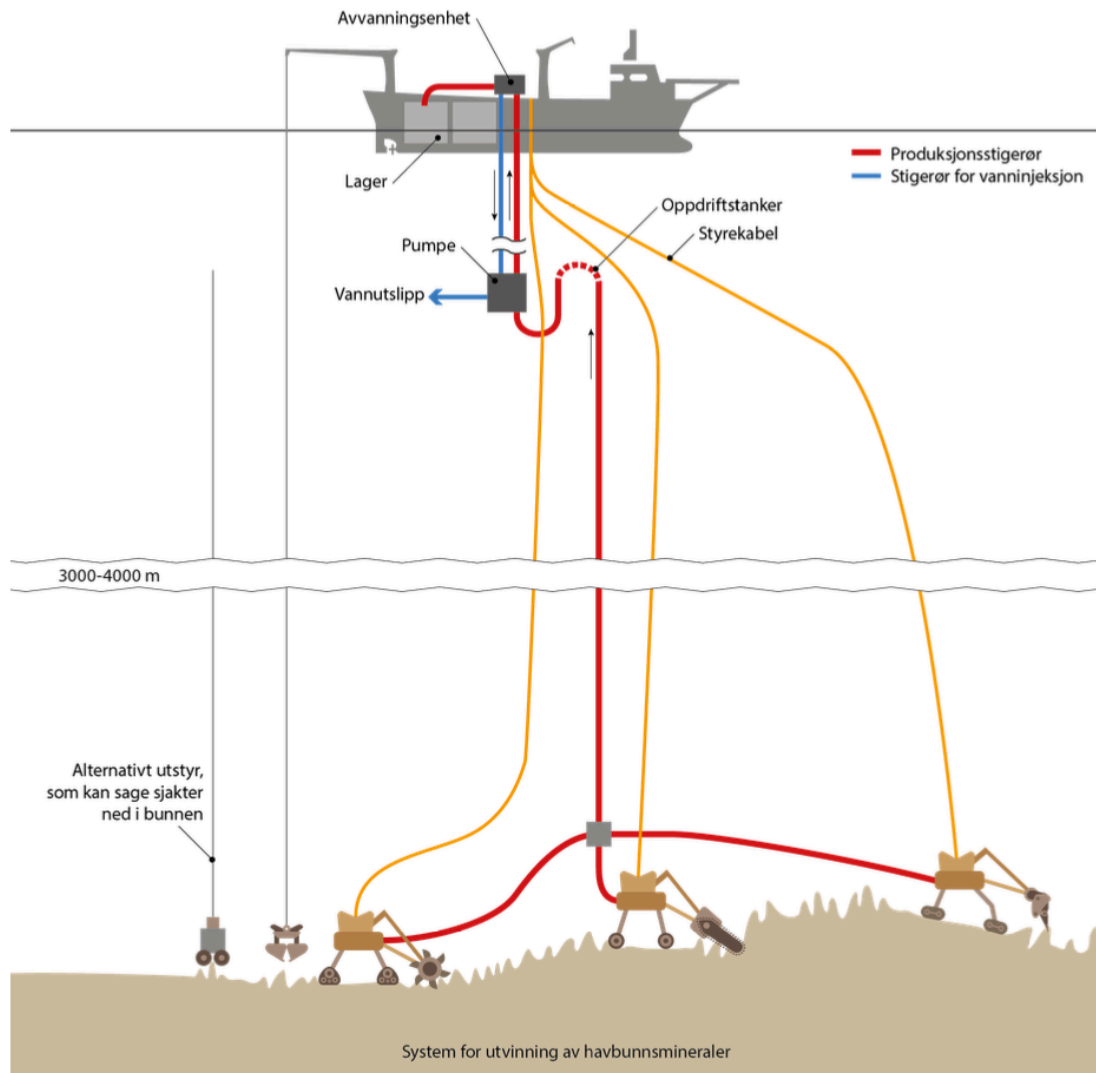 Avvanningsenhet
Lager
Produksjonsstigerør
Stigerør for vanninjeksjon
Oppdriftstanker
Styrekabel
Pumpe
Vannutslipp
3000-4000 m
Alternativt utstyr,
som kan sage sjakter
ned i bunnen
System for utvinning av havbunnsmineraler